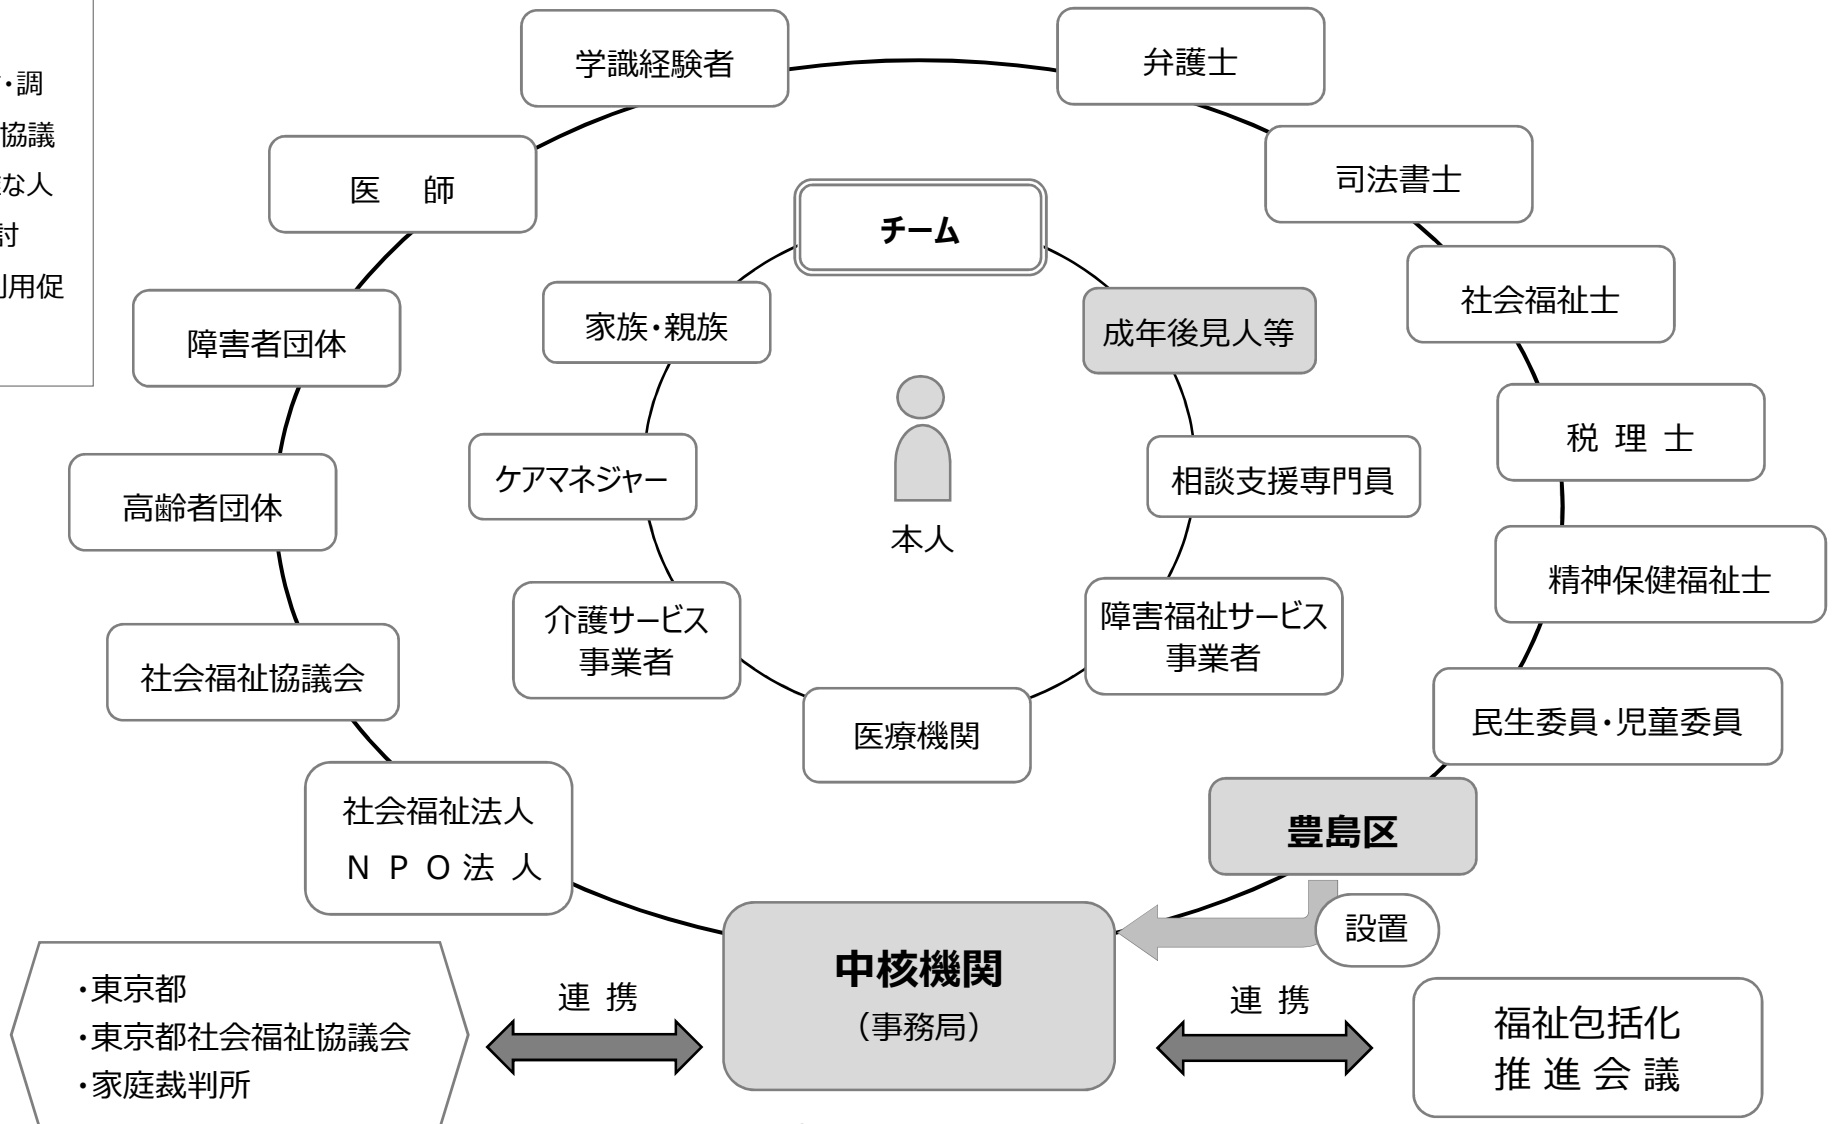 ・調
協議
な人
討
用促
学識経験者
弁護士
医 師
司法書士
チーム
社会福祉士
障害者団体
家族・親族
成年後見人等
税 理 士
高齢者団体
ケアマネジャー
本人
相談支援専門員
精神保健福祉士
社会福祉協議会
介護サービス
事業者
障害福祉サービス
事業者
民生委員・児童委員
医療機関
社会福祉法人
N P O 法 人
豊島区
設置
中核機関
（事務局）
・東京都
・東京都社会福祉協議会
・家庭裁判所
連 携
連 携
福祉包括化
推 進 会 議